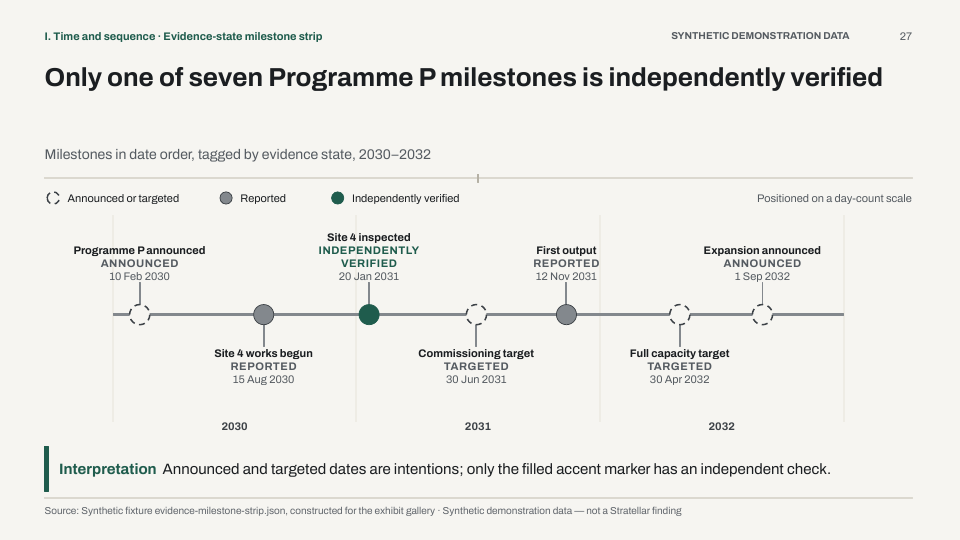 I. Time and sequence · Evidence-state milestone strip
SYNTHETIC DEMONSTRATION DATA
27
Only one of seven Programme P milestones is independently verified
Milestones in date order, tagged by evidence state, 2030–2032
Announced or targeted
Reported
Independently verified
Positioned on a day-count scale
Programme P announced
ANNOUNCED
10 Feb 2030
Site 4 inspected
INDEPENDENTLY
VERIFIED
20 Jan 2031
First output
REPORTED
12 Nov 2031
Expansion announced
ANNOUNCED
1 Sep 2032
Site 4 works begun
REPORTED
15 Aug 2030
Commissioning target
TARGETED
30 Jun 2031
Full capacity target
TARGETED
30 Apr 2032
2030
2031
2032
Interpretation Announced and targeted dates are intentions; only the filled accent marker has an independent check.
Source: Synthetic fixture evidence-milestone-strip.json, constructed for the exhibit gallery · Synthetic demonstration data — not a Stratellar finding